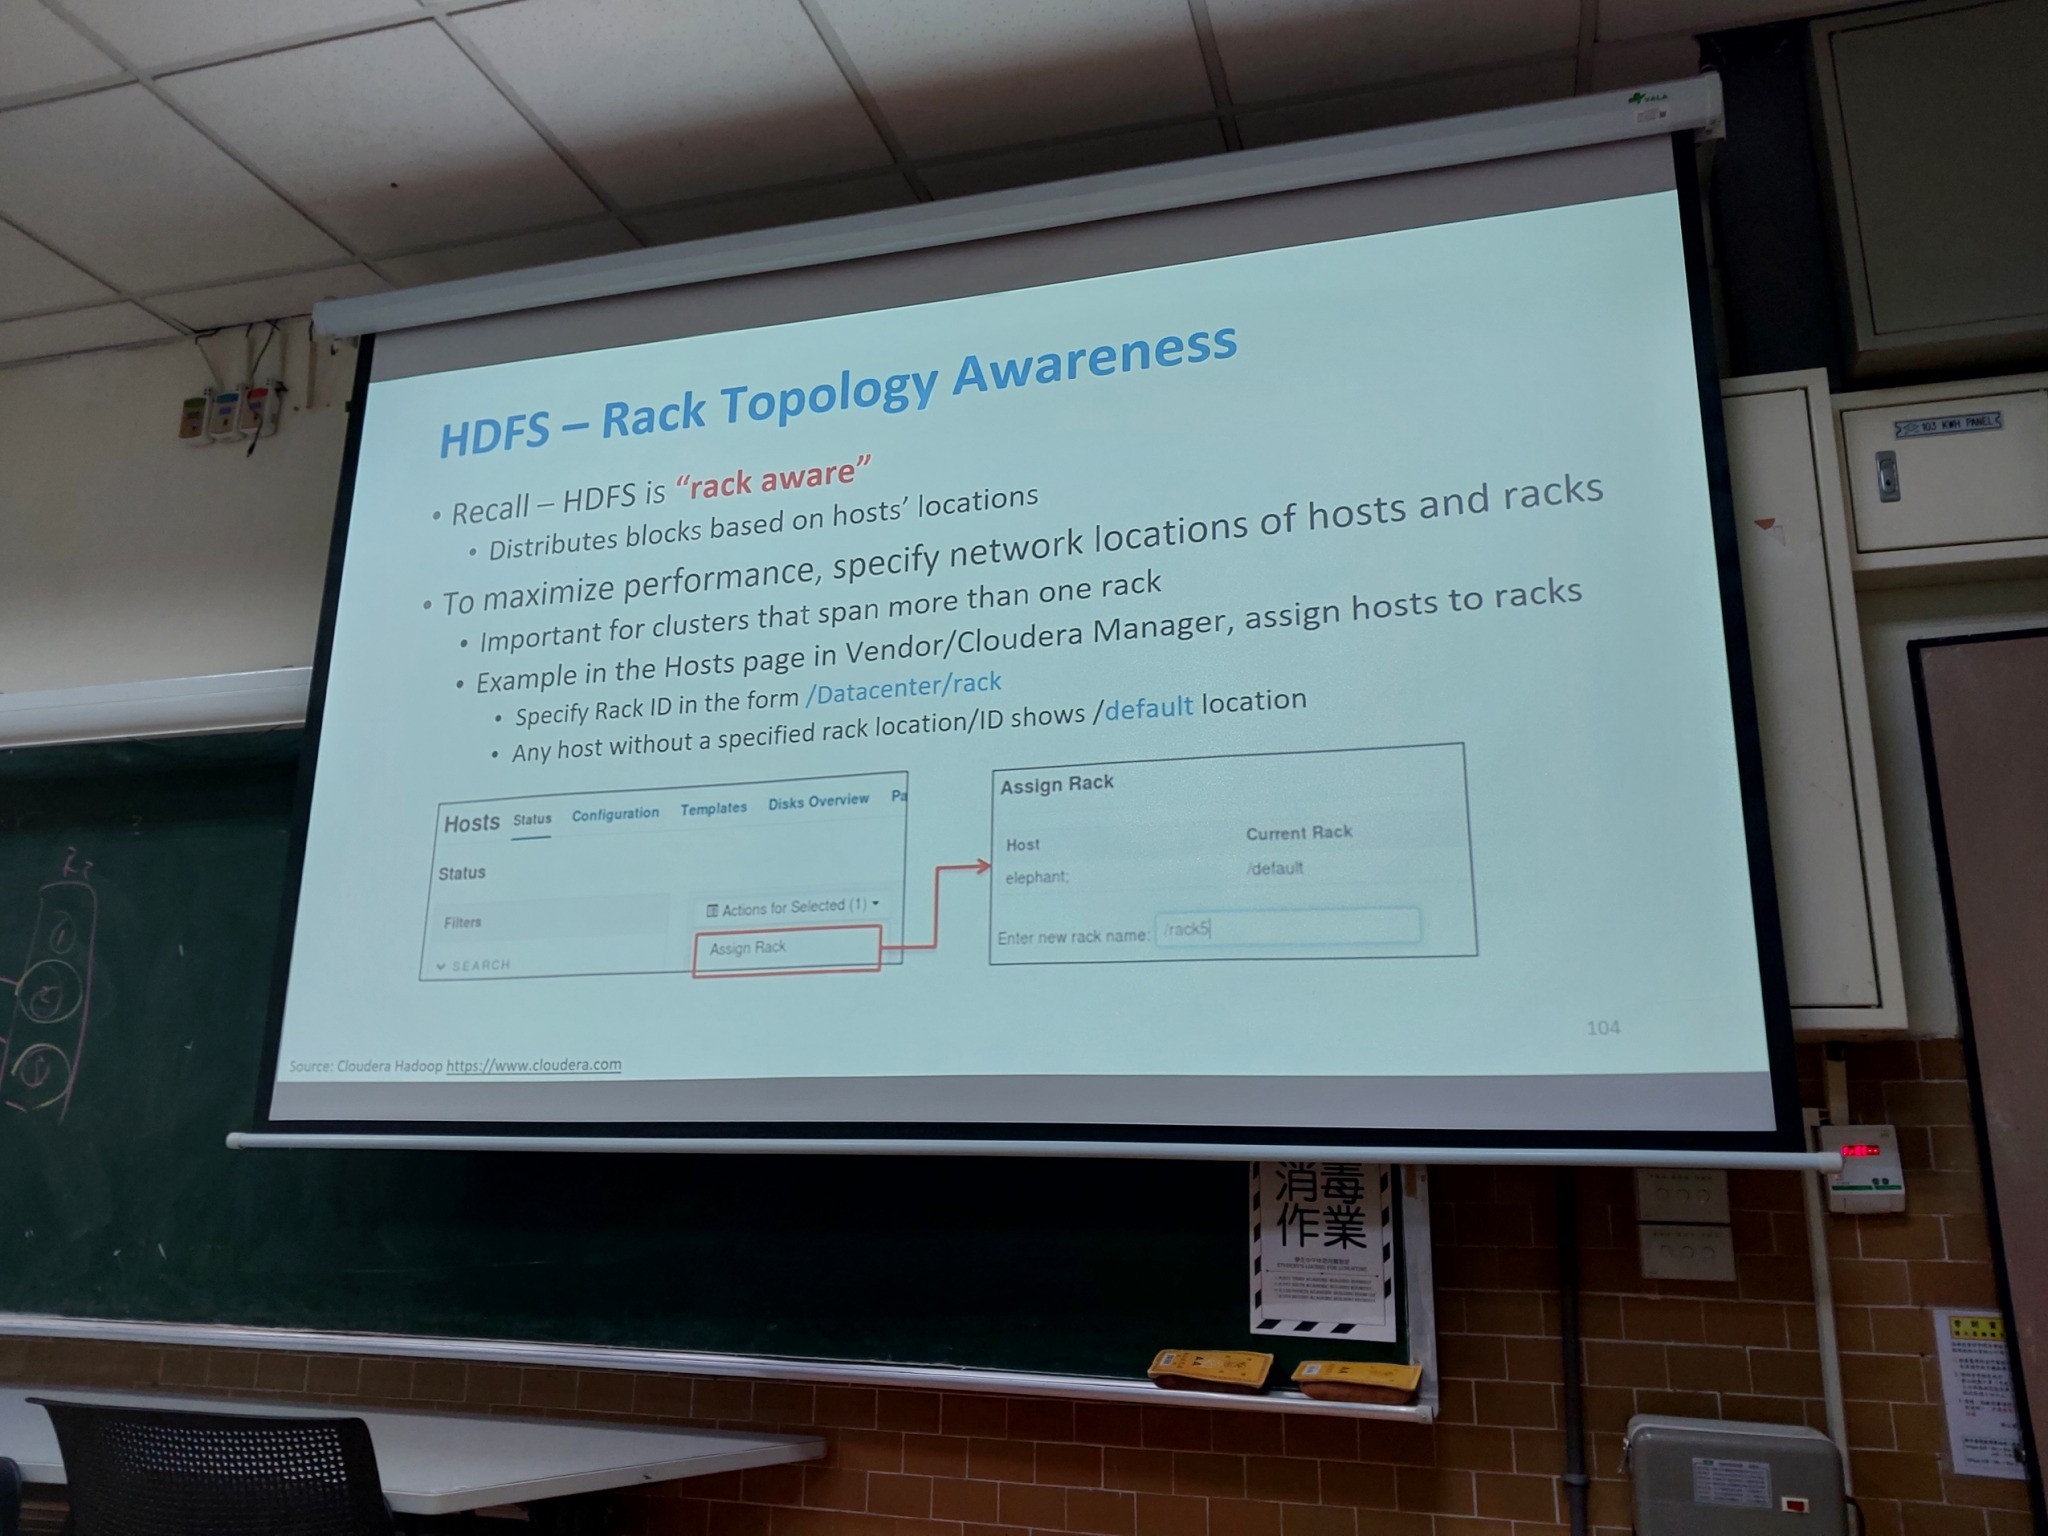 VALA
103 KWH PANEL
HDFS – Rack Topology Awareness
• Recall – HDFS is “rack aware”
• Distributes blocks based on hosts’ locations
• To maximize performance, specify network locations of hosts and racks
• Important for clusters that span more than one rack
• Example in the Hosts page in Vendor/Cloudera Manager, assign hosts to racks
• Specify Rack ID in the form /Datacenter/rack
• Any host without a specified rack location/ID shows /default location
Hosts Status Configuration Templates Disks Overview Pa
Status
Filters
Actions for Selected (1)
Assign Rack
SEARCH
Assign Rack
Host Current Rack
elephant; /default
Enter new rack name: /rack5
104
Source: Cloudera Hadoop https://www.cloudera.com
消毒
作業